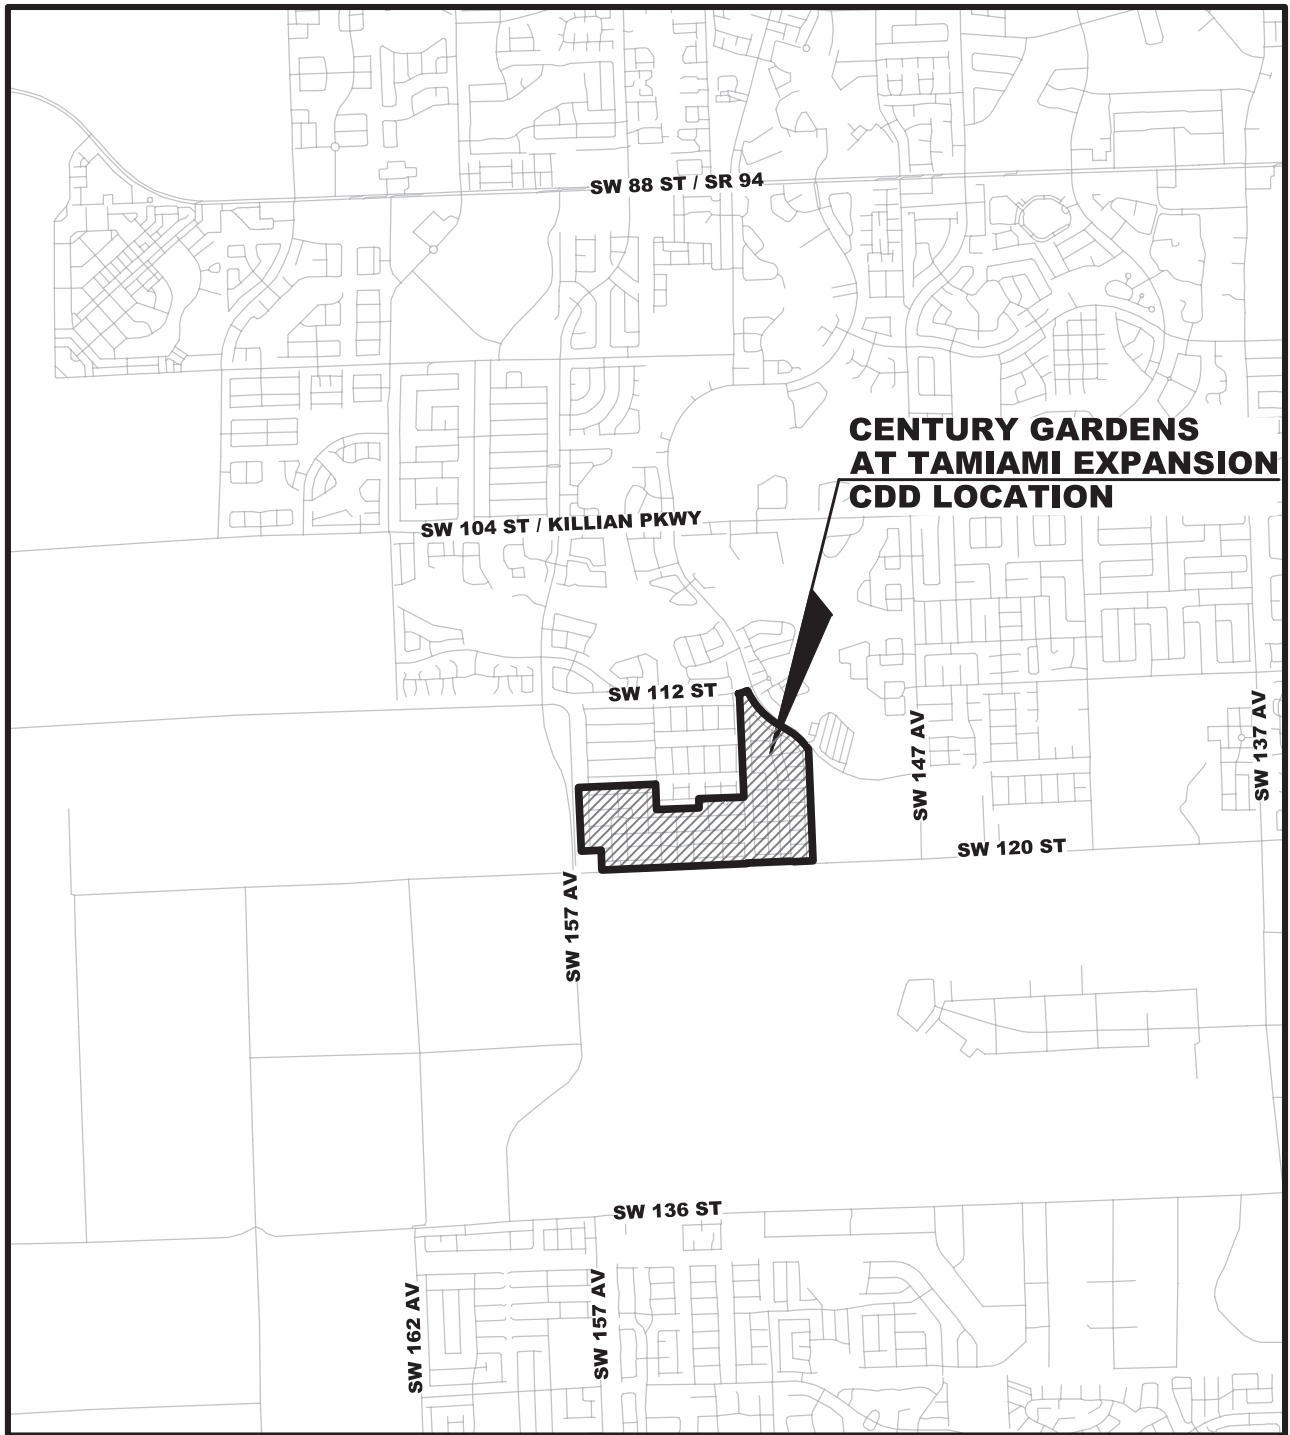 SW 88 ST / SR 94
CENTURY GARDENS
AT TAMIAMI EXPANSION
CDD LOCATION
SW 104 ST / KILLIAN PKWY
SW 112 ST
SW 147 AV
SW 137 AV
SW 120 ST
SW 157 AV
SW 136 ST
SW 162 AV
SW 157 AV